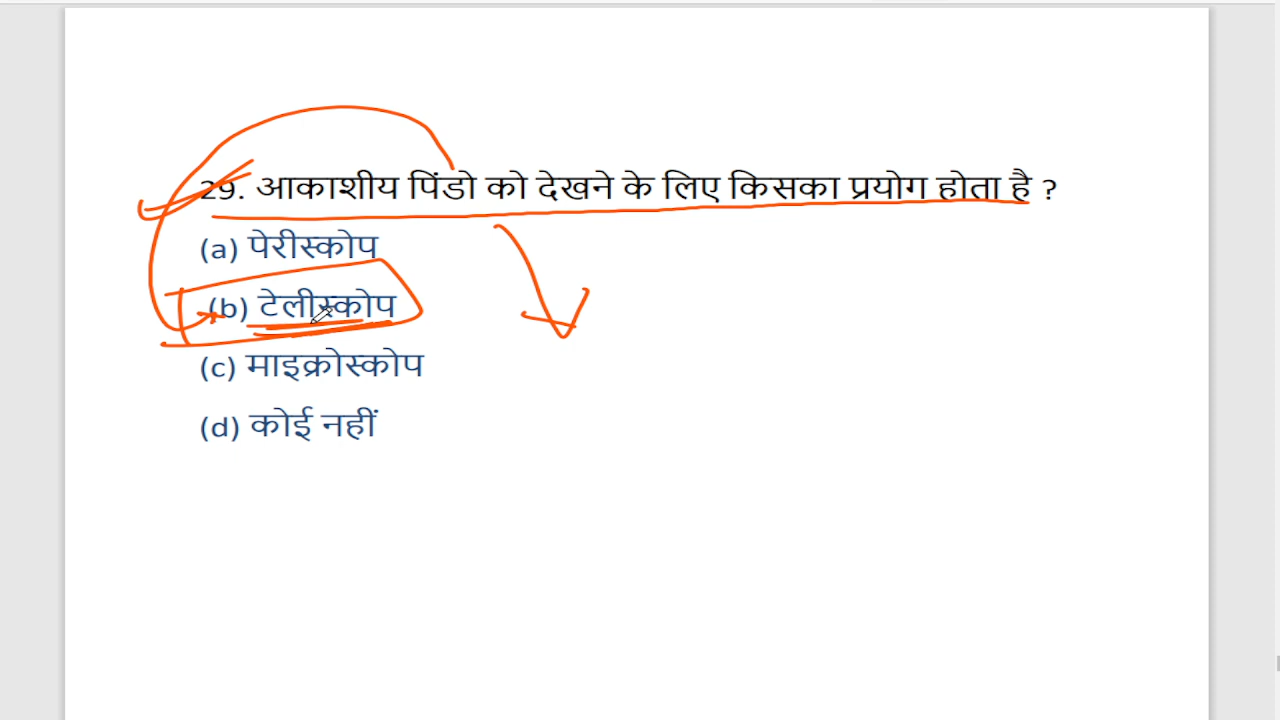 29. आकाशीय पिंडो को देखने के लिए किसका प्रयोग होता है ?
(a) पेरीस्कोप
(b) टेलीस्कोप
(c) माइक्रोस्कोप
(d) कोई नहीं